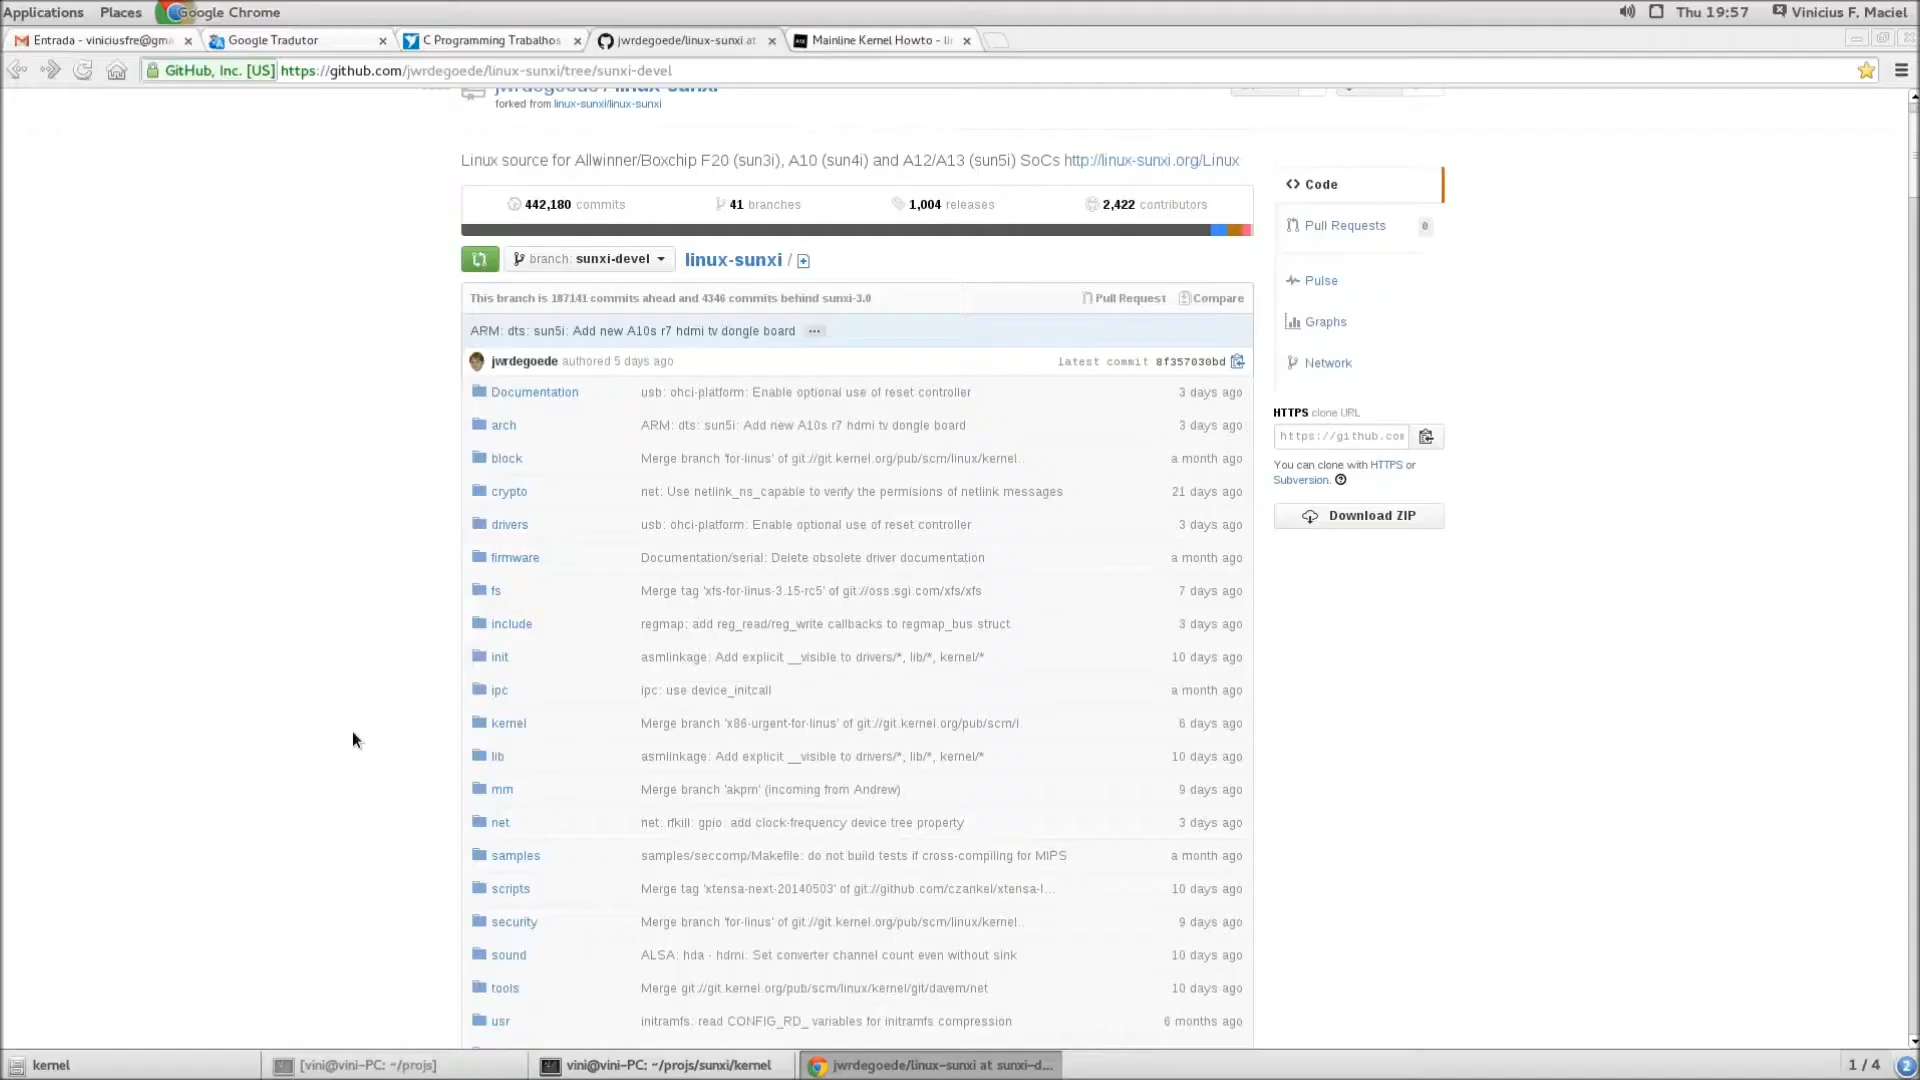 Applications Places Google Chrome Thu 19:57 Vinicius F. Maciel
Entrada - viniciusfre@gma Google Tradutor C Programming Trabalhos jwrdegoede/linux-sunxi at Mainline Kernel Howto - li
GitHub, Inc. [US] https://github.com/jwrdegoede/linux-sunxi/tree/sunxi-devel
jwrdegoede / linux-sunxi
forked from linux-sunxi/linux-sunxi
Linux source for Allwinner/Boxchip F20 (sun3i), A10 (sun4i) and A12/A13 (sun5i) SoCs http://linux-sunxi.org/Linux
442,180 commits 41 branches 1,004 releases 2,422 contributors
branch: sunxi-devel linux-sunxi /
This branch is 187141 commits ahead and 4346 commits behind sunxi-3.0 Pull Request Compare
ARM: dts: sun5i: Add new A10s r7 hdmi tv dongle board ...
jwrdegoede authored 5 days ago latest commit 8f357030bd
Documentation usb: ohci-platform: Enable optional use of reset controller 3 days ago
arch ARM: dts: sun5i: Add new A10s r7 hdmi tv dongle board 3 days ago
block Merge branch 'for-linus' of git://git.kernel.org/pub/scm/linux/kernel... a month ago
crypto net: Use netlink_ns_capable to verify the permisions of netlink messages 21 days ago
drivers usb: ohci-platform: Enable optional use of reset controller 3 days ago
firmware Documentation/serial: Delete obsolete driver documentation a month ago
fs Merge tag 'xfs-for-linus-3.15-rc5' of git://oss.sgi.com/xfs/xfs 7 days ago
include regmap: add reg_read/reg_write callbacks to regmap_bus struct 3 days ago
init asmlinkage: Add explicit __visible to drivers/*, lib/*, kernel/* 10 days ago
ipc ipc: use device_initcall a month ago
kernel Merge branch 'x86-urgent-for-linus' of git://git.kernel.org/pub/scm/l... 6 days ago
lib asmlinkage: Add explicit __visible to drivers/*, lib/*, kernel/* 10 days ago
mm Merge branch 'akpm' (incoming from Andrew) 9 days ago
net net: rfkill: gpio: add clock-frequency device tree property 3 days ago
samples samples/seccomp/Makefile: do not build tests if cross-compiling for MIPS a month ago
scripts Merge tag 'xtensa-next-20140503' of git://github.com/czankel/xtensa-l... 10 days ago
security Merge branch 'for-linus' of git://git.kernel.org/pub/scm/linux/kernel... 9 days ago
sound ALSA: hda - hdmi: Set converter channel count even without sink 10 days ago
tools Merge git://git.kernel.org/pub/scm/linux/kernel/git/davem/net 10 days ago
usr initramfs: read CONFIG_RD_ variables for initramfs compression 6 months ago
Code
Pull Requests 0
Pulse
Graphs
Network
HTTPS clone URL
https://github.com
You can clone with HTTPS or
Subversion.
Download ZIP
kernel [vini@vini-PC: ~/projs] vini@vini-PC: ~/projs/sunxi/kernel jwrdegoede/linux-sunxi at sunxi-d... 1 / 4 2